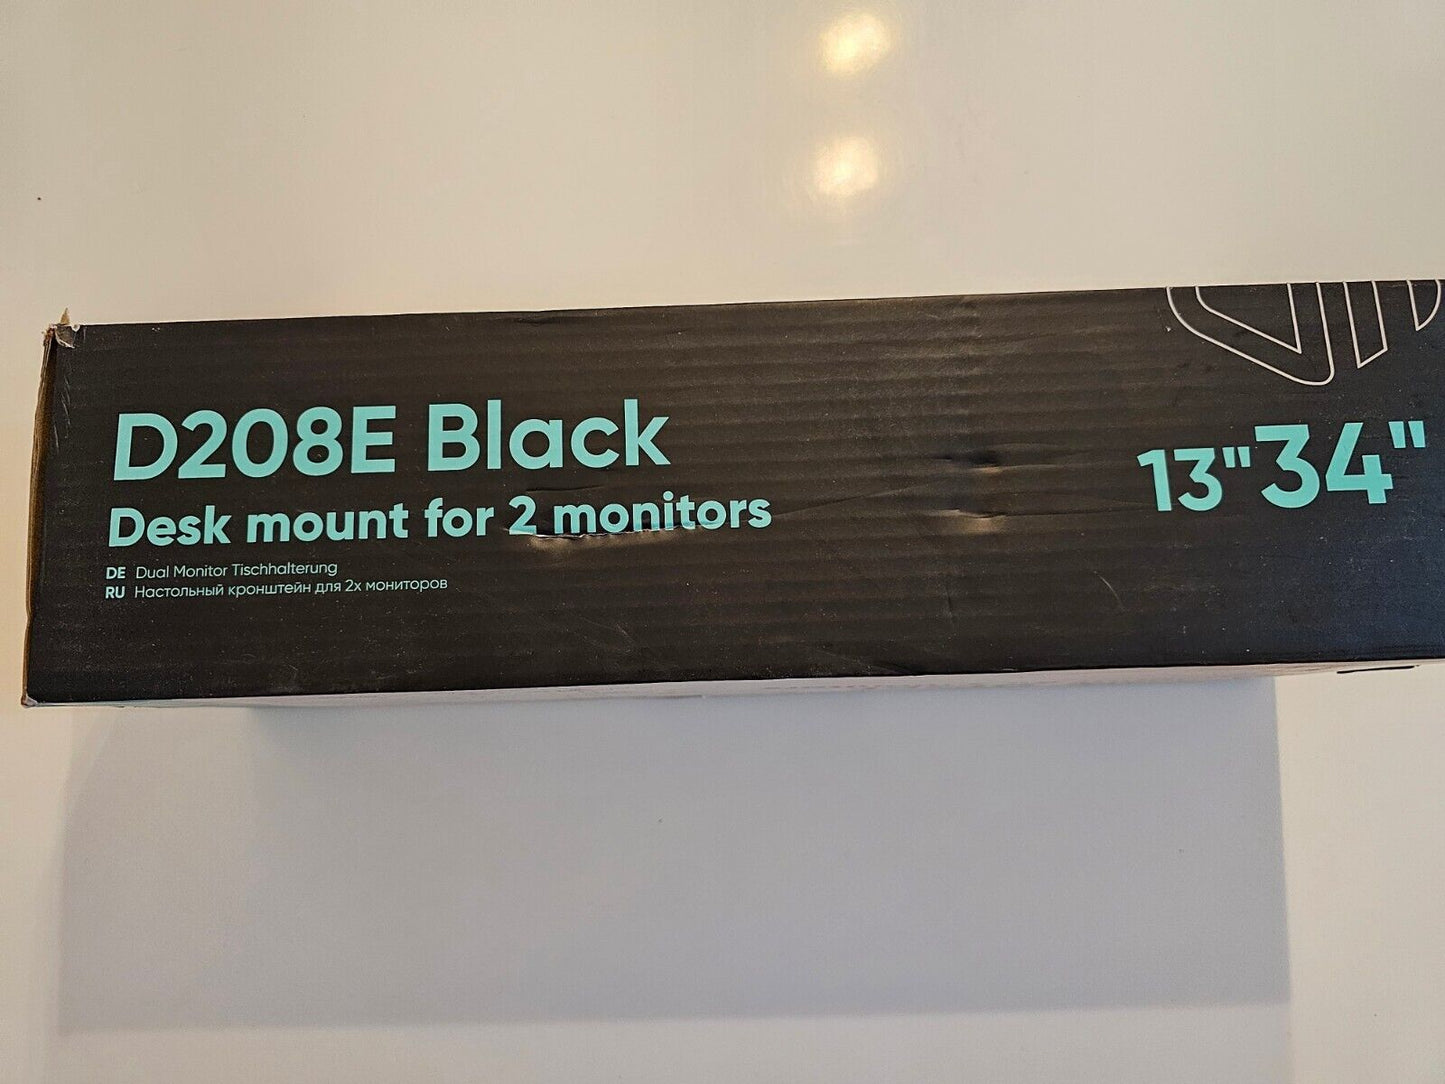 D208E Black
Desk mount for 2 monitors
DE Dual Monitor Tischhalterung
RU Настольный кронштейн для 2х мониторов
13" 34"